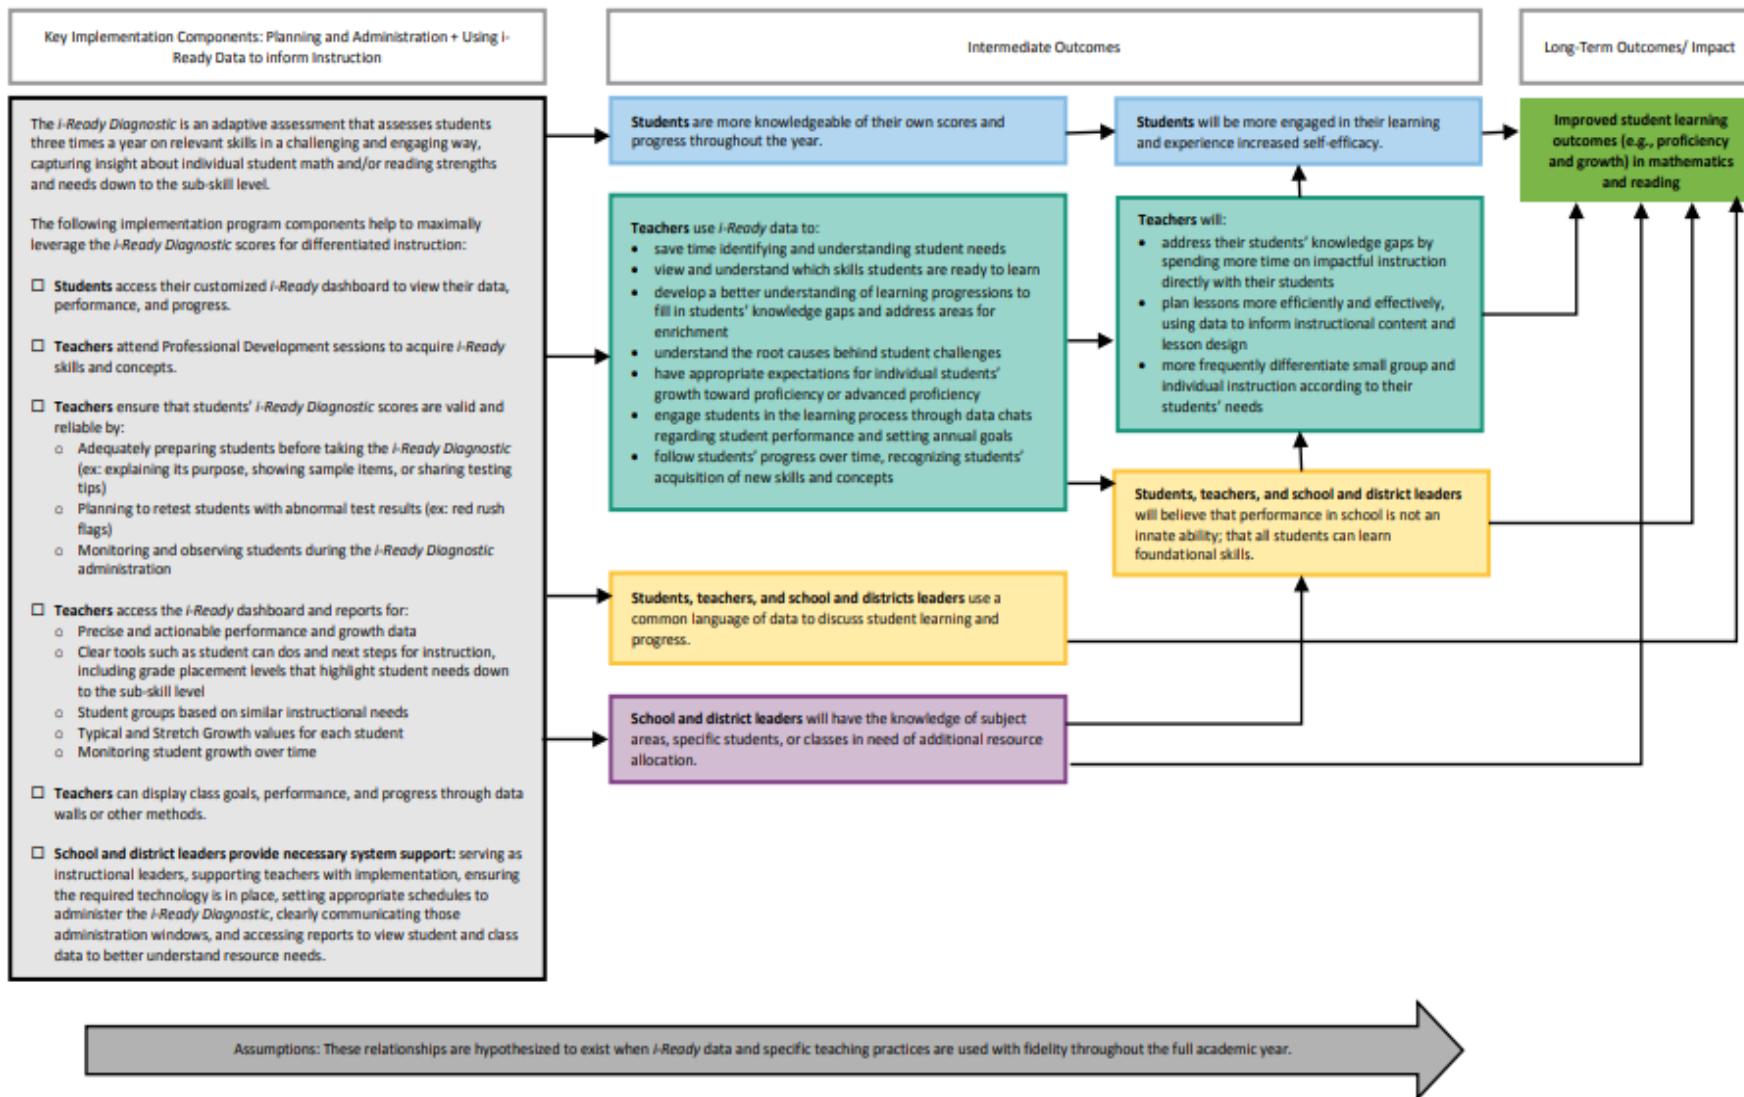 Key Implementation Components: Planning and Administration + Using i-
Ready Data to inform Instruction
Intermediate Outcomes
Long-Term Outcomes/ Impact
The i-Ready Diagnostic is an adaptive assessment that assesses students
three times a year on relevant skills in a challenging and engaging way,
capturing insight about individual student math and/or reading strengths
and needs down to the sub-skill level.
The following implementation program components help to maximally
leverage the i-Ready Diagnostic scores for differentiated instruction:
☐ Students access their customized i-Ready dashboard to view their data,
performance, and progress.
☐ Teachers attend Professional Development sessions to acquire i-Ready
skills and concepts.
☐ Teachers ensure that students' i-Ready Diagnostic scores are valid and
reliable by:
o Adequately preparing students before taking the i-Ready Diagnostic
(ex: explaining its purpose, showing sample items, or sharing testing
tips)
o Planning to retest students with abnormal test results (ex: red rush
flags)
o Monitoring and observing students during the i-Ready Diagnostic
administration
☐ Teachers access the i-Ready dashboard and reports for:
o Precise and actionable performance and growth data
o Clear tools such as student can dos and next steps for instruction,
including grade placement levels that highlight student needs down
to the sub-skill level
o Student groups based on similar instructional needs
o Typical and Stretch Growth values for each student
o Monitoring student growth over time
☐ Teachers can display class goals, performance, and progress through data
walls or other methods.
☐ School and district leaders provide necessary system support: serving as
instructional leaders, supporting teachers with implementation, ensuring
the required technology is in place, setting appropriate schedules to
administer the i-Ready Diagnostic, clearly communicating those
administration windows, and accessing reports to view student and class
data to better understand resource needs.
Students are more knowledgeable of their own scores and
progress throughout the year.
Teachers use i-Ready data to:
• save time identifying and understanding student needs
• view and understand which skills students are ready to learn
• develop a better understanding of learning progressions to
fill in students' knowledge gaps and address areas for
enrichment
• understand the root causes behind student challenges
• have appropriate expectations for individual students'
growth toward proficiency or advanced proficiency
• engage students in the learning process through data chats
regarding student performance and setting annual goals
• follow students' progress over time, recognizing students'
acquisition of new skills and concepts
Students, teachers, and school and districts leaders use a
common language of data to discuss student learning and
progress.
School and district leaders will have the knowledge of subject
areas, specific students, or classes in need of additional resource
allocation.
Students will be more engaged in their learning
and experience increased self-efficacy.
Teachers will:
• address their students' knowledge gaps by
spending more time on impactful instruction
directly with their students
• plan lessons more efficiently and effectively,
using data to inform instructional content and
lesson design
• more frequently differentiate small group and
individual instruction according to their
students' needs
Students, teachers, and school and district leaders
will believe that performance in school is not an
innate ability; that all students can learn
foundational skills.
Improved student learning
outcomes (e.g., proficiency
and growth) in mathematics
and reading
Assumptions: These relationships are hypothesized to exist when i-Ready data and specific teaching practices are used with fidelity throughout the full academic year.